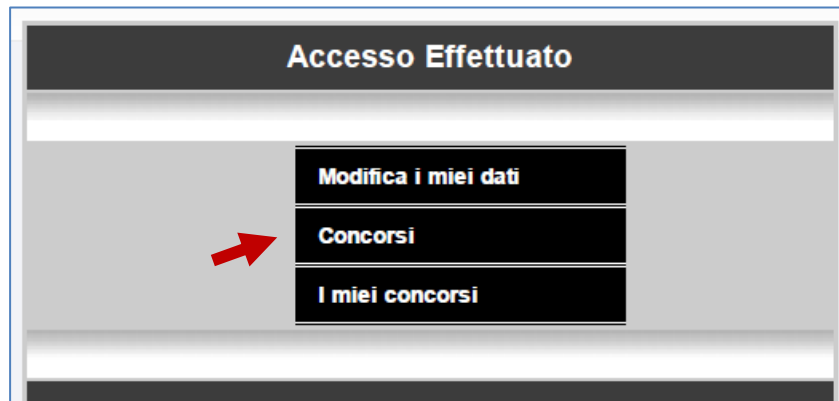 Accesso Effettuato
Modifica i miei dati
Concorsi
I miei concorsi